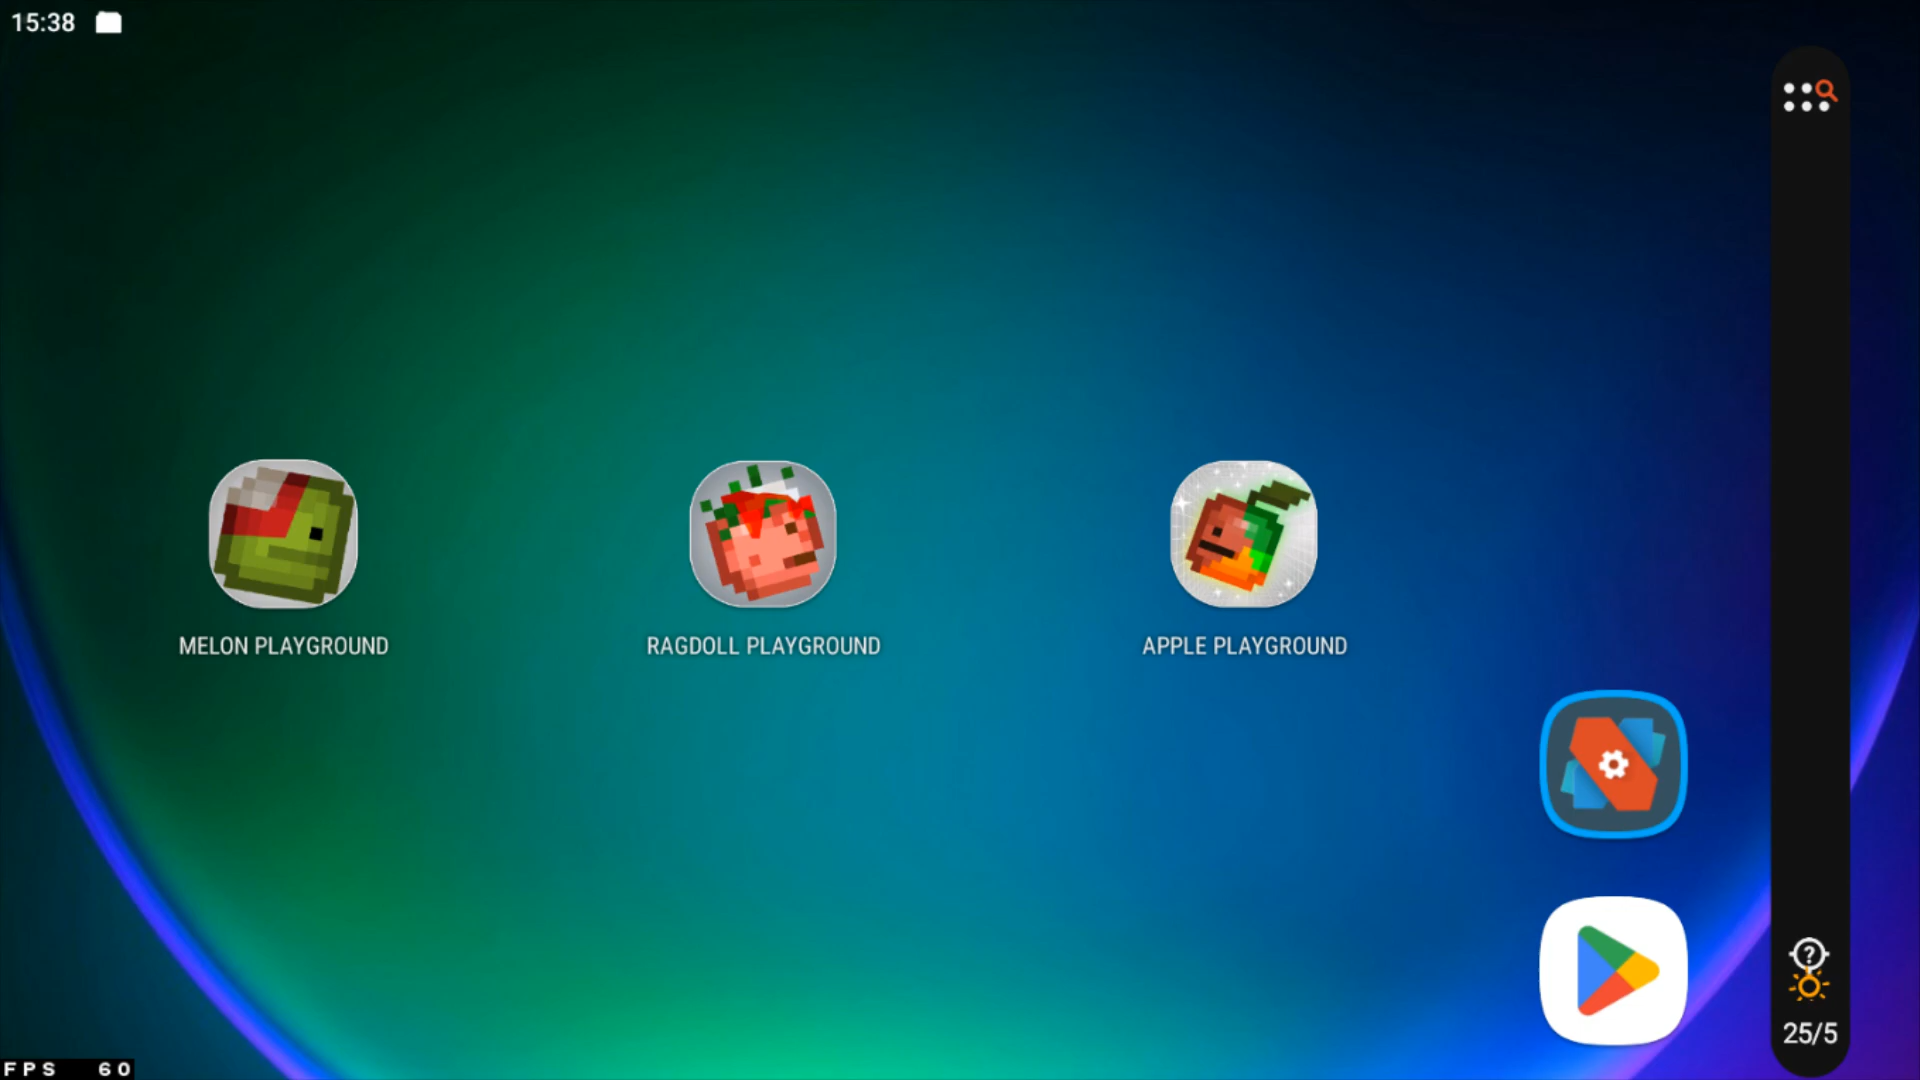 15:38
MELON PLAYGROUND
RAGDOLL PLAYGROUND
APPLE PLAYGROUND
?
25/5
FPS 60